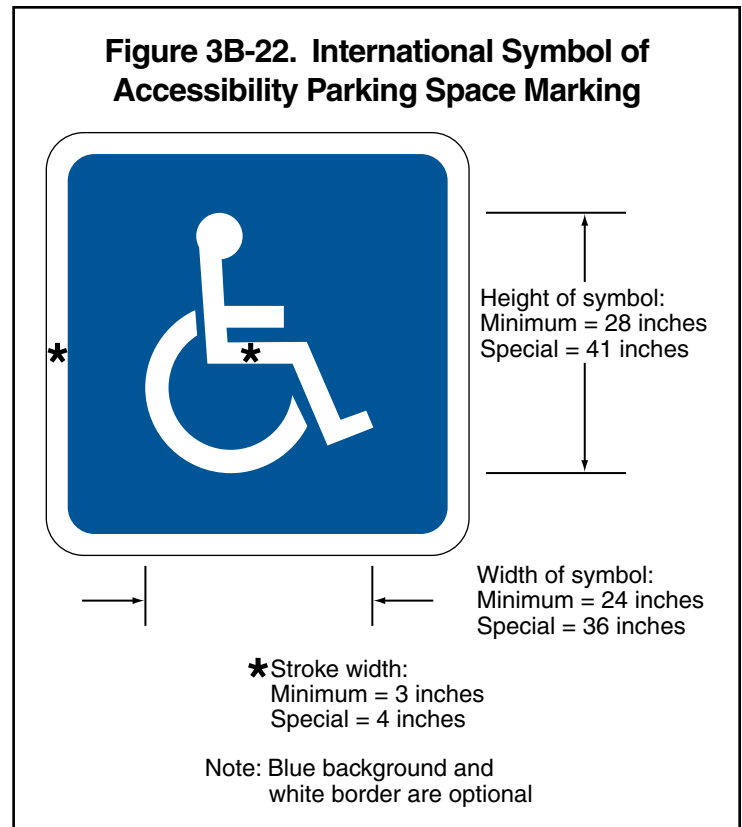 Figure 3B-22. International Symbol of
Accessibility Parking Space Marking
Height of symbol:
Minimum = 28 inches
Special = 41 inches
Width of symbol:
Minimum = 24 inches
Special = 36 inches
*Stroke width:
Minimum = 3 inches
Special = 4 inches
Note: Blue background and
white border are optional